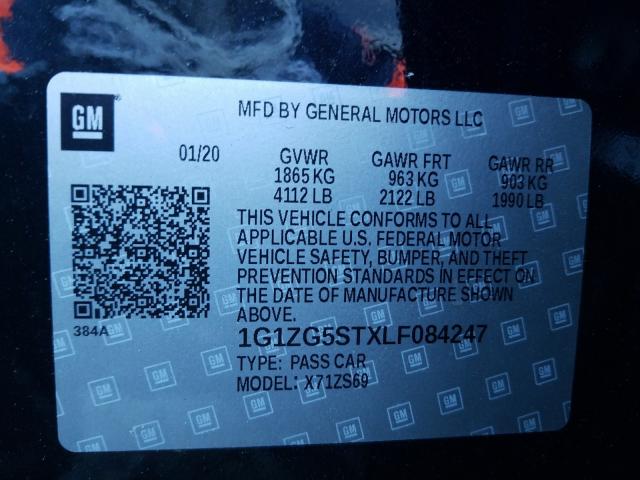 GM
MFD BY GENERAL MOTORS LLC
01/20 GVWR GAWR FRT GAWR RR
1865 KG 963 KG 903 KG
4112 LB 2122 LB 1990 LB
THIS VEHICLE CONFORMS TO ALL
APPLICABLE U.S. FEDERAL MOTOR
VEHICLE SAFETY, BUMPER, AND THEFT
PREVENTION STANDARDS IN EFFECT ON
THE DATE OF MANUFACTURE SHOWN
ABOVE.
384A
1G1ZG5STXLF084247
TYPE: PASS CAR
MODEL: X71ZS69